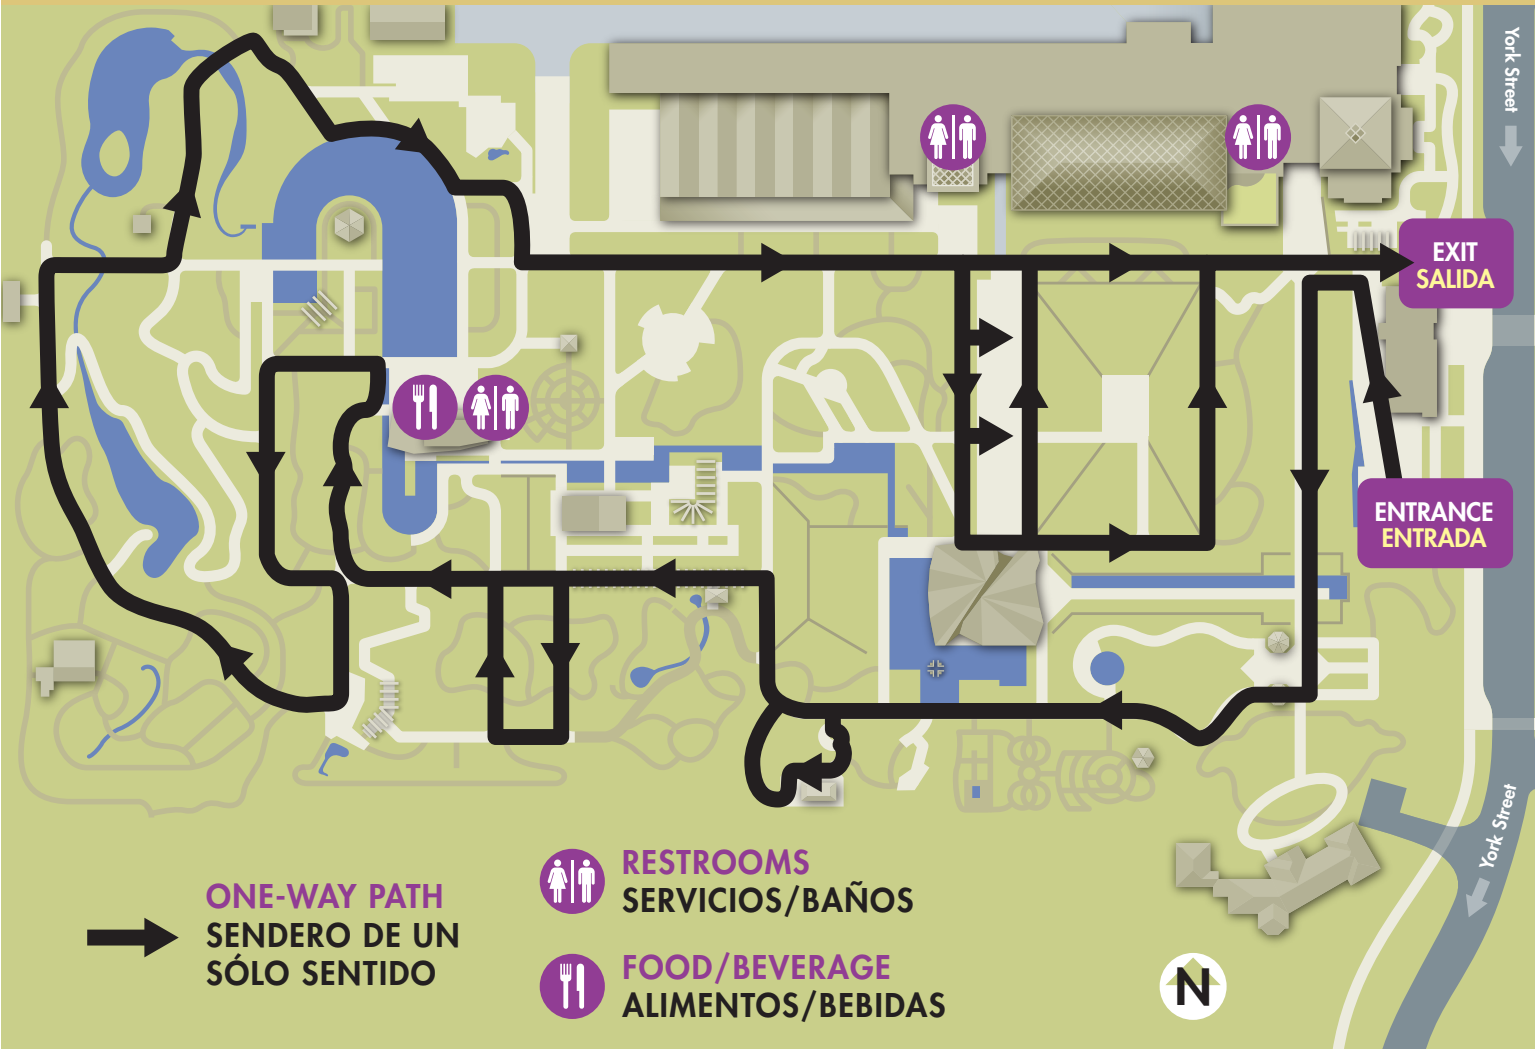 York Street
EXIT
SALIDA
ENTRANCE
ENTRADA
York Street
ONE-WAY PATH
SENDERO DE UN
SÓLO SENTIDO
RESTROOMS
SERVICIOS/BAÑOS
FOOD/BEVERAGE
ALIMENTOS/BEBIDAS
N